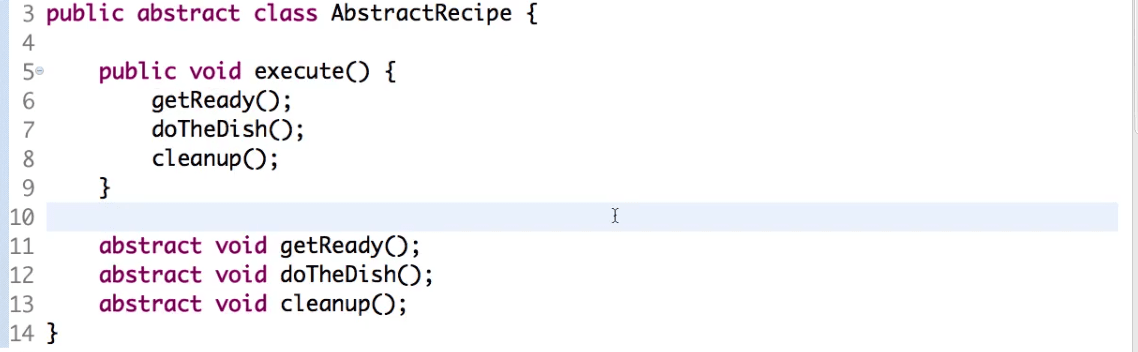 3 public abstract class AbstractRecipe {
4
5 public void execute() {
6 getReady();
7 doTheDish();
8 cleanup();
9 }
10
11 abstract void getReady();
12 abstract void doTheDish();
13 abstract void cleanup();
14 }